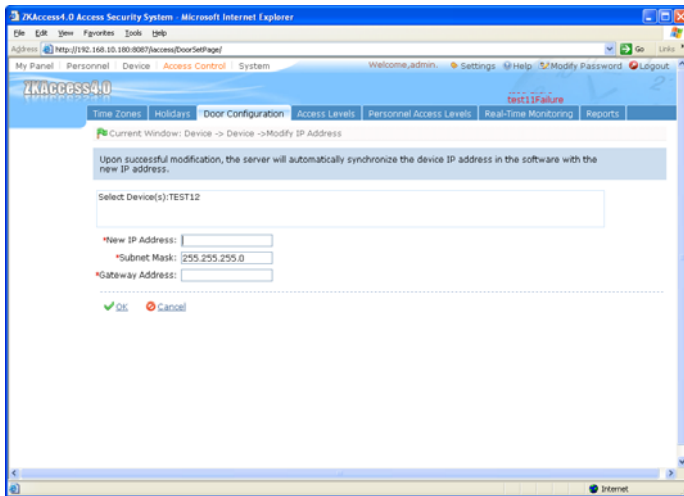 ZKAccess4.0 Access Security System - Microsoft Internet Explorer
File Edit View Favorites Tools Help
Address http://192.168.10.180:8087/iaccess/DoorSetPage/ Go Links
My Panel Personnel Device Access Control System Welcome,admin. Settings Help Modify Password Logout
ZKAccess4.0
test11Failure
Time Zones Holidays Door Configuration Access Levels Personnel Access Levels Real-Time Monitoring Reports
Current Window: Device -> Device ->Modify IP Address
Upon successful modification, the server will automatically synchronize the device IP address in the software with the
new IP address.
Select Device(s):TEST12
*New IP Address:
*Subnet Mask: 255.255.255.0
*Gateway Address:
OK Cancel
Internet